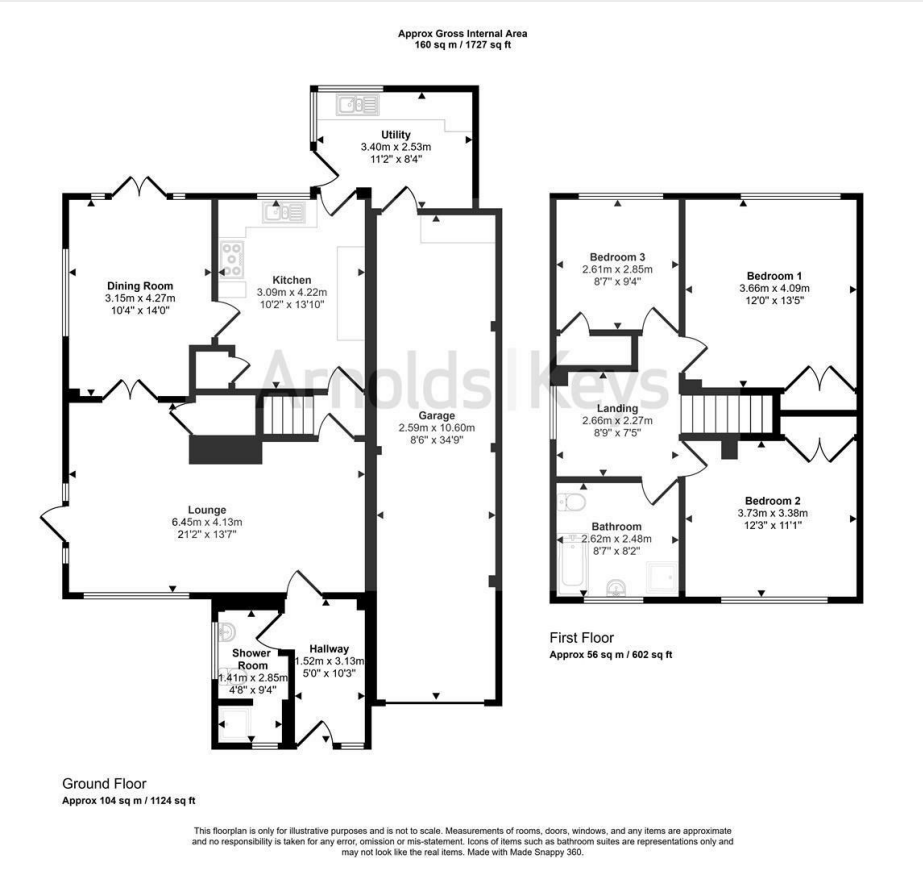 Approx Gross Internal Area
160 sq m / 1727 sq ft
Utility
3.40m x 2.53m
11'2" x 8'4"
Dining Room
3.15m x 4.27m
10'4" x 14'0"
Kitchen
3.09m x 4.22m
10'2" x 13'10"
Bedroom 3
2.61m x 2.85m
8'7" x 9'4"
Bedroom 1
3.66m x 4.09m
12'0" x 13'5"
Arnolds | Keys
Garage
2.59m x 10.60m
8'6" x 34'9"
Landing
2.66m x 2.27m
8'9" x 7'5"
Lounge
6.45m x 4.13m
21'2" x 13'7"
Bathroom
2.62m x 2.48m
8'7" x 8'2"
Bedroom 2
3.73m x 3.38m
12'3" x 11'1"
Shower
Room
1.41m x 2.85m
4'8" x 9'4"
Hallway
1.52m x 3.13m
5'0" x 10'3"
First Floor
Approx 56 sq m / 602 sq ft
Ground Floor
Approx 104 sq m / 1124 sq ft
This floorplan is only for illustrative purposes and is not to scale. Measurements of rooms, doors, windows, and any items are approximate
and no responsibility is taken for any error, omission or mis-statement. Icons of items such as bathroom suites are representations only and
may not look like the real items. Made with Made Snappy 360.